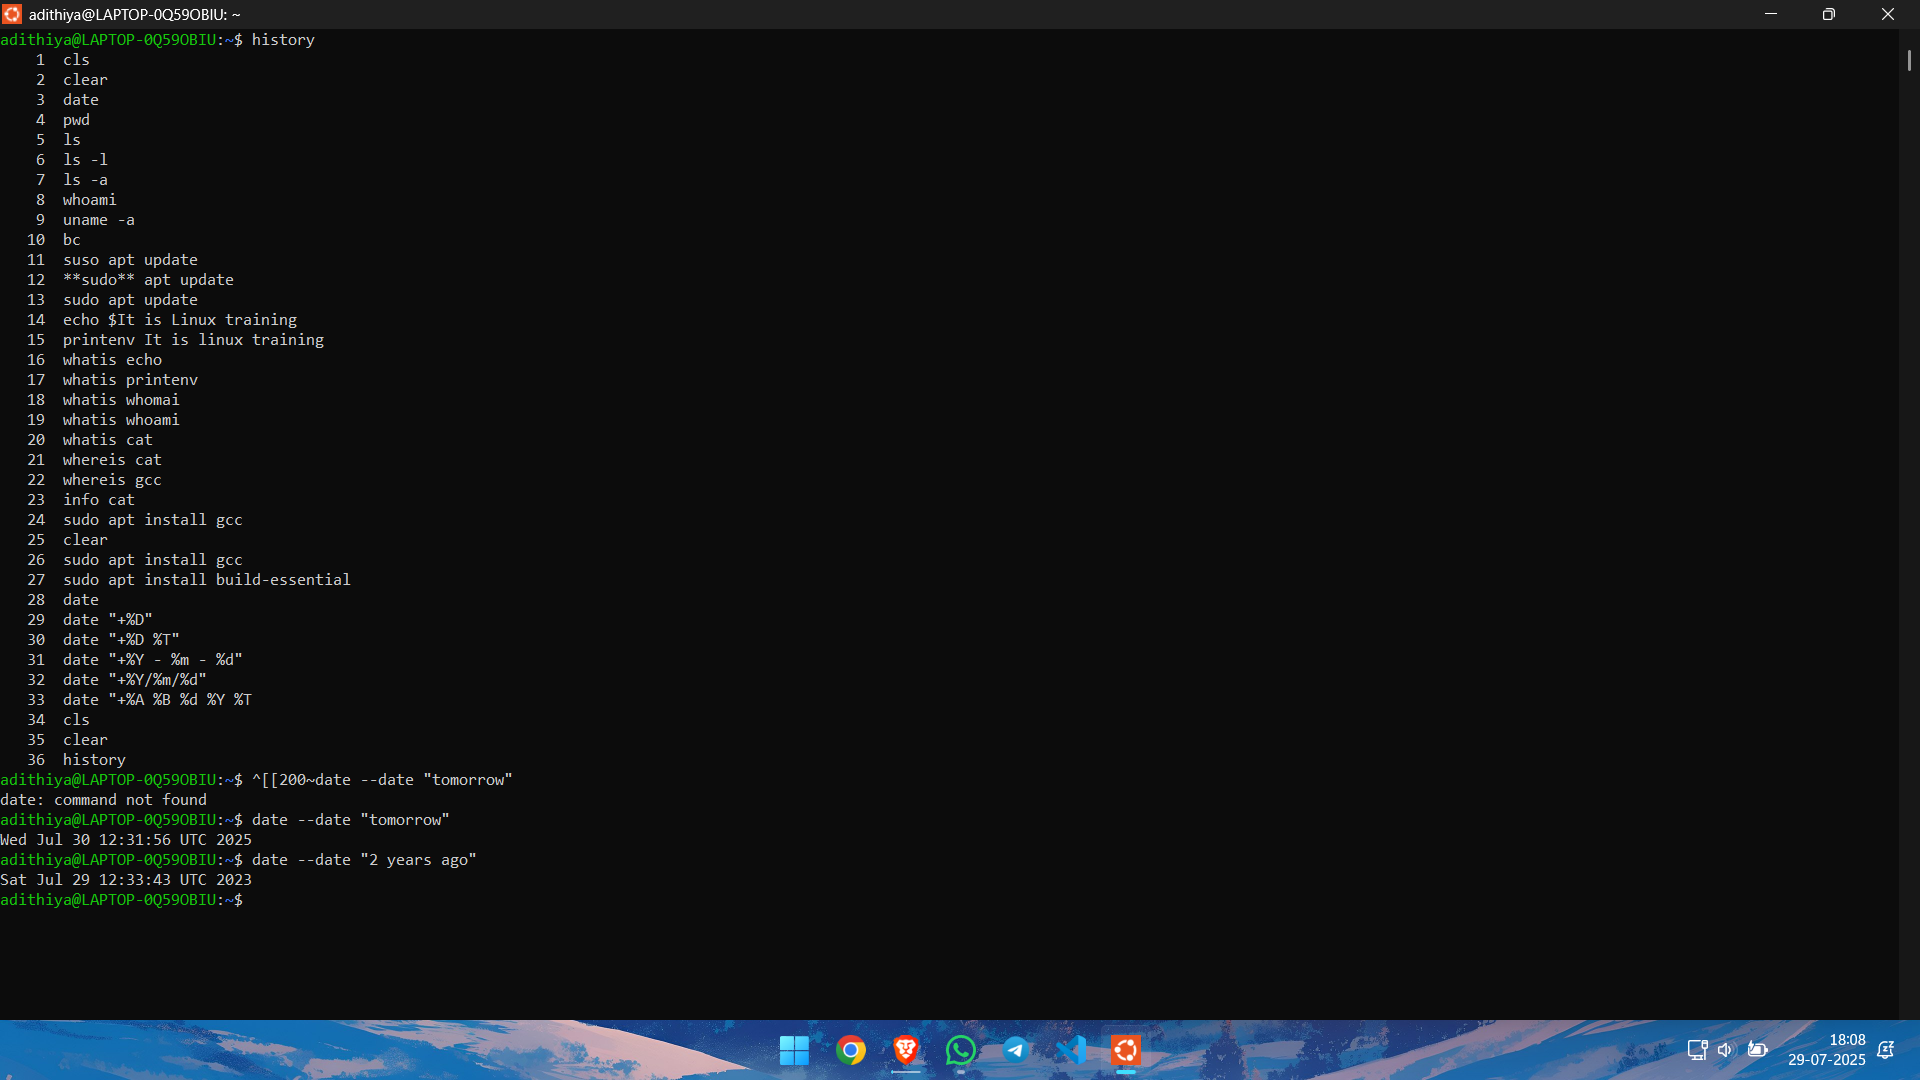 adithiya@LAPTOP-0Q59OBIU: ~
adithiya@LAPTOP-0Q59OBIU:~$ history
1 cls
2 clear
3 date
4 pwd
5 ls
6 ls -l
7 ls -a
8 whoami
9 uname -a
10 bc
11 suso apt update
12 **sudo** apt update
13 sudo apt update
14 echo $It is Linux training
15 printenv It is linux training
16 whatis echo
17 whatis printenv
18 whatis whomai
19 whatis whoami
20 whatis cat
21 whereis cat
22 whereis gcc
23 info cat
24 sudo apt install gcc
25 clear
26 sudo apt install gcc
27 sudo apt install build-essential
28 date
29 date "+%D"
30 date "+%D %T"
31 date "+%Y - %m - %d"
32 date "+%Y/%m/%d"
33 date "+%A %B %d %Y %T
34 cls
35 clear
36 history
adithiya@LAPTOP-0Q59OBIU:~$ ^[[200~date --date "tomorrow"
date: command not found
adithiya@LAPTOP-0Q59OBIU:~$ date --date "tomorrow"
Wed Jul 30 12:31:56 UTC 2025
adithiya@LAPTOP-0Q59OBIU:~$ date --date "2 years ago"
Sat Jul 29 12:33:43 UTC 2023
adithiya@LAPTOP-0Q59OBIU:~$
18:08
29-07-2025